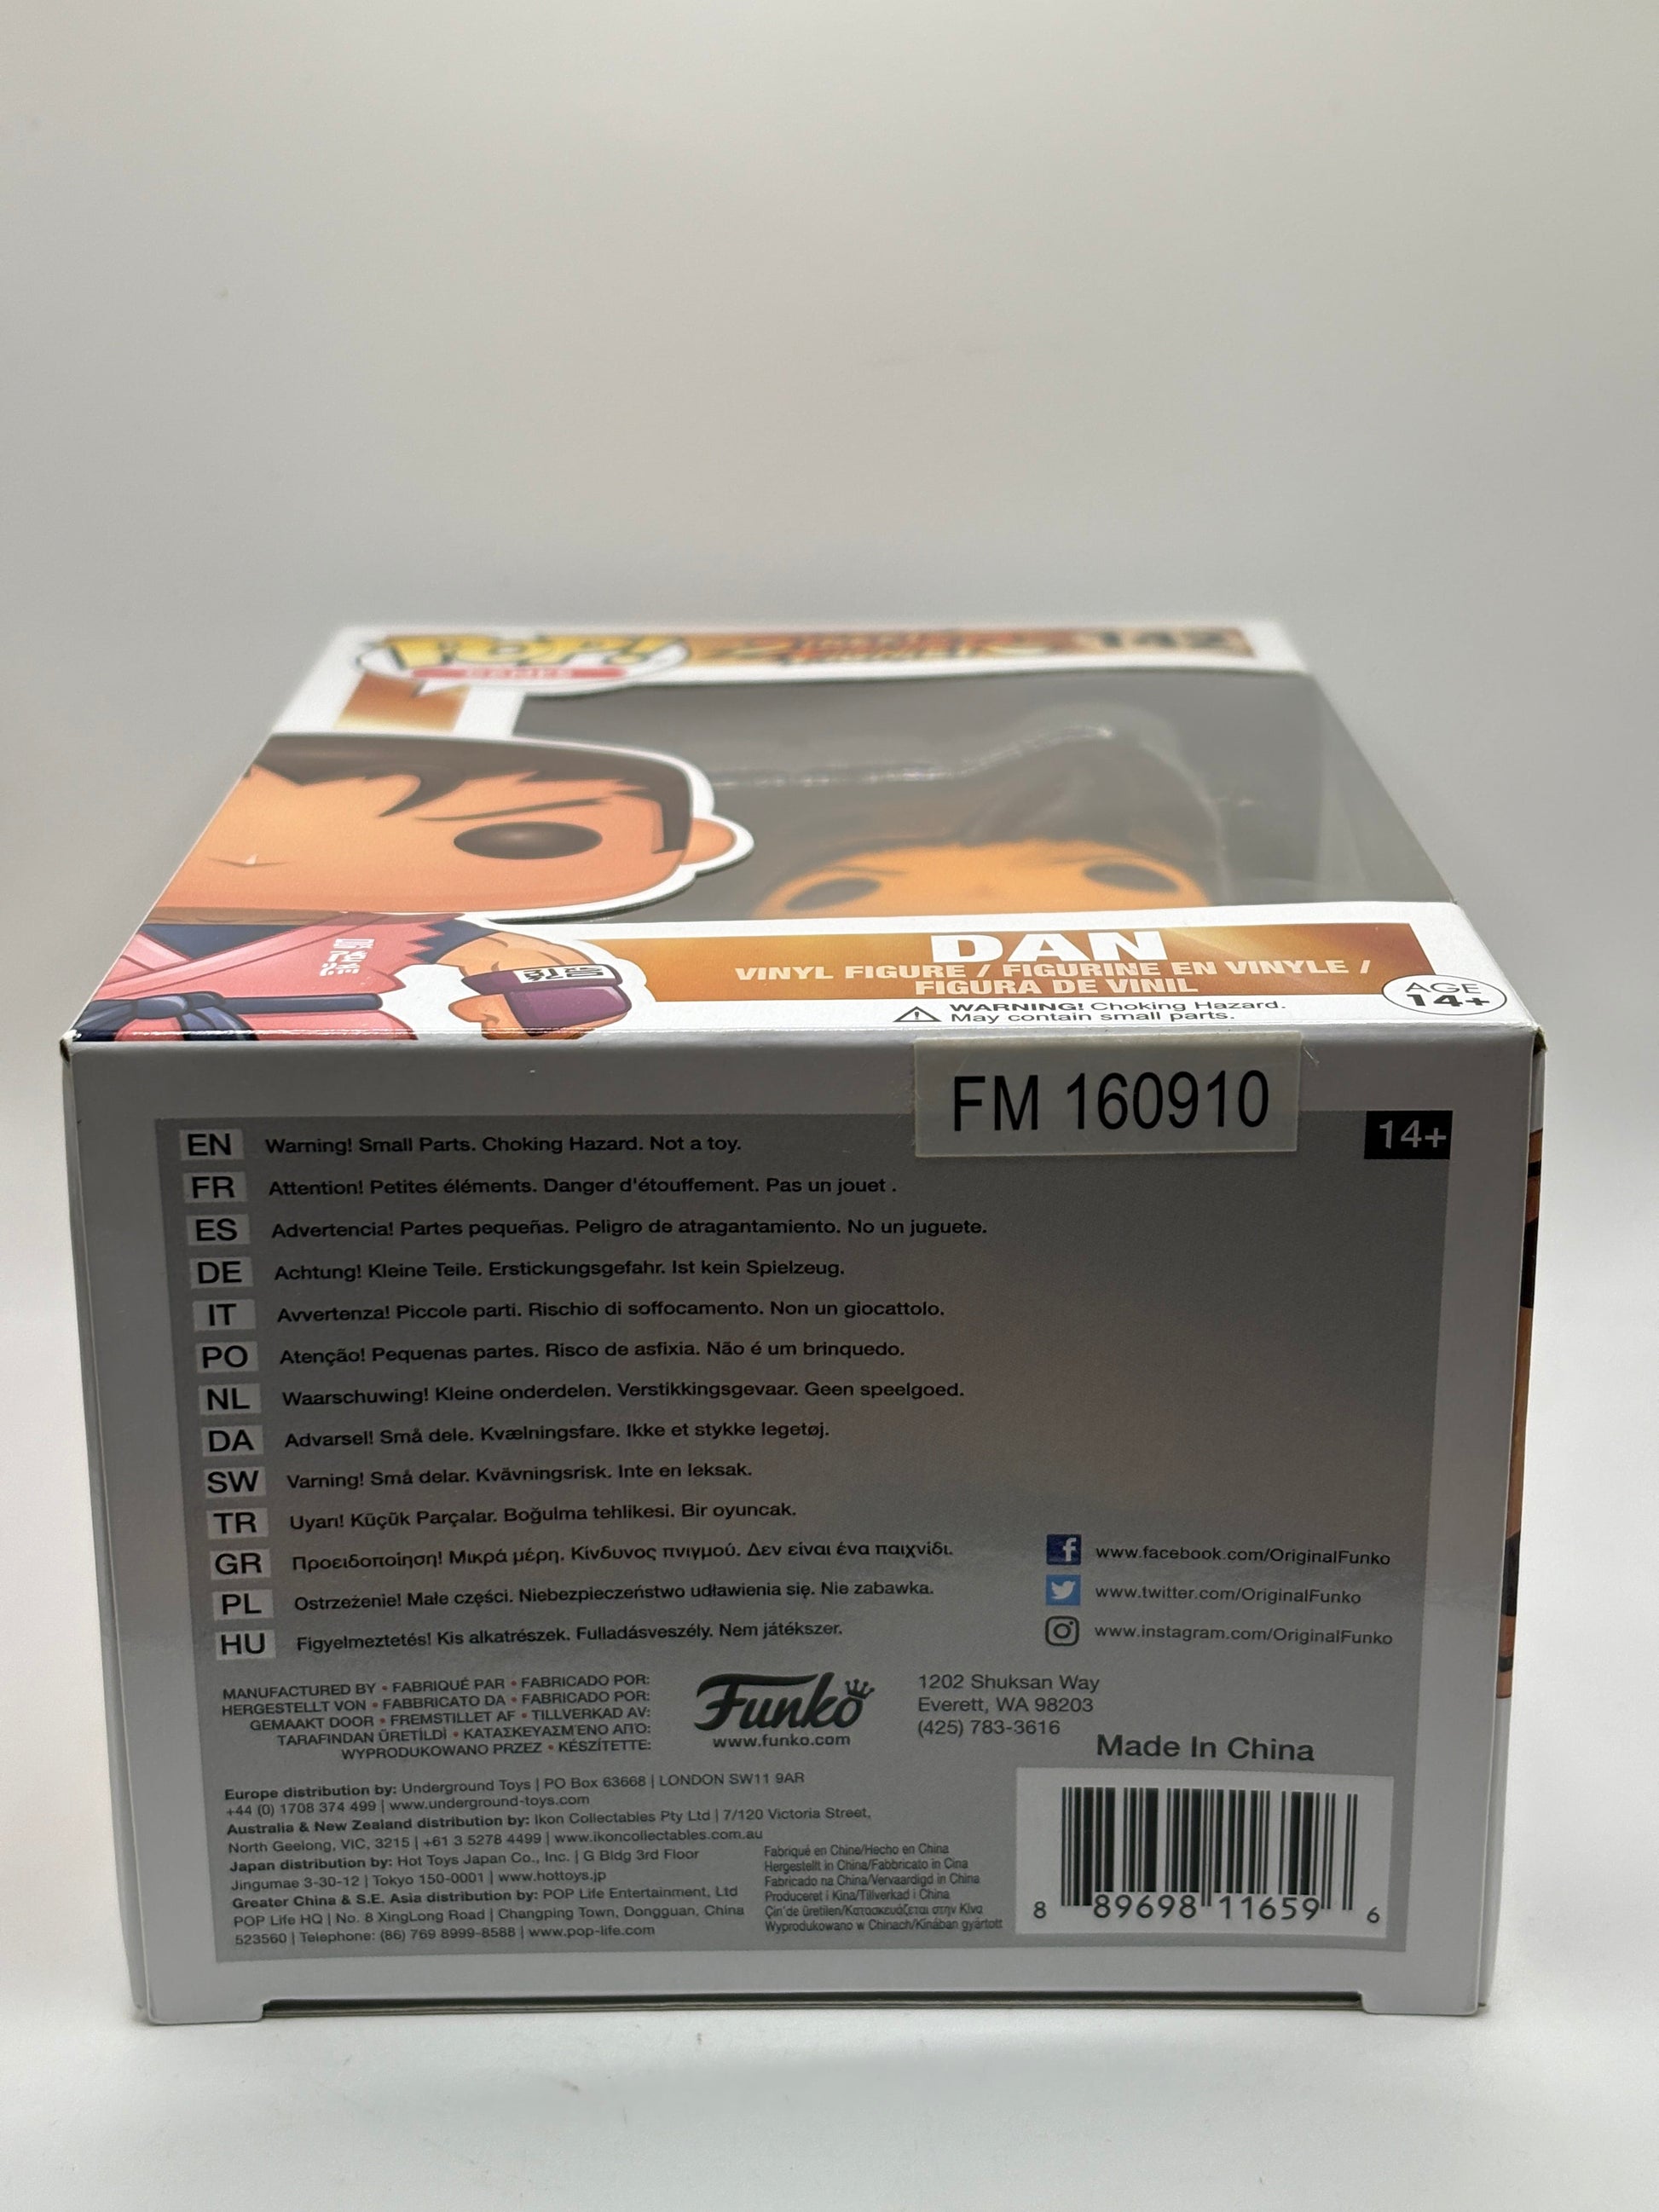 POP!
GAMES
STREET FIGHTER 142
DAN
VINYL FIGURE / FIGURINE EN VINYLE /
FIGURA DE VINIL
WARNING! Choking Hazard.
May contain small parts.
AGE
14+
FM 160910
14+
EN Warning! Small Parts. Choking Hazard. Not a toy.
FR Attention! Petites éléments. Danger d'étouffement. Pas un jouet .
ES Advertencia! Partes pequeñas. Peligro de atragantamiento. No un juguete.
DE Achtung! Kleine Teile. Erstickungsgefahr. Ist kein Spielzeug.
IT Avvertenza! Piccole parti. Rischio di soffocamento. Non un giocattolo.
PO Atenção! Pequenas partes. Risco de asfixia. Não é um brinquedo.
NL Waarschuwing! Kleine onderdelen. Verstikkingsgevaar. Geen speelgoed.
DA Advarsel! Små dele. Kvælningsfare. Ikke et stykke legetøj.
SW Varning! Små delar. Kvävningsrisk. Inte en leksak.
TR Uyarı! Küçük Parçalar. Boğulma tehlikesi. Bir oyuncak.
GR Προειδοποίηση! Μικρά μέρη. Κίνδυνος πνιγμού. Δεν είναι ένα παιχνίδι.
PL Ostrzeżenie! Małe części. Niebezpieczeństwo udławienia się. Nie zabawka.
HU Figyelmeztetés! Kis alkatrészek. Fulladásveszély. Nem játékszer.
www.facebook.com/OriginalFunko
www.twitter.com/OriginalFunko
www.instagram.com/OriginalFunko
MANUFACTURED BY • FABRIQUÉ PAR • FABRICADO POR:
HERGESTELLT VON • FABBRICATO DA • FABRICADO POR:
GEMAAKT DOOR • FREMSTILLET AF • TILLVERKAD AV:
TARAFINDAN ÜRETİLDİ • ΚΑΤΑΣΚΕΥΑΣΜΈΝΟ ΑΠΌ:
WYPRODUKOWANO PRZEZ • KÉSZÍTETTE:
Funko
www.funko.com
1202 Shuksan Way
Everett, WA 98203
(425) 783-3616
Made In China
Europe distribution by: Underground Toys | PO Box 63668 | LONDON SW11 9AR
+44 (0) 1708 374 499 | www.underground-toys.com
Australia & New Zealand distribution by: Ikon Collectables Pty Ltd | 7/120 Victoria Street,
North Geelong, VIC, 3215 | +61 3 5278 4499 | www.ikoncollectables.com.au
Japan distribution by: Hot Toys Japan Co., Inc. | G Bldg 3rd Floor
Jingumae 3-30-12 | Tokyo 150-0001 | www.hottoys.jp
Greater China & S.E. Asia distribution by: POP Life Entertainment, Ltd
POP Life HQ | No. 8 XingLong Road | Changping Town, Dongguan, China
523560 | Telephone: (86) 769 8999-8588 | www.pop-life.com
Fabriqué en Chine/Hecho en China
Hergestellt in China/Fabbricato in Cina
Fabricado na China/Vervaardigd in China
Produceret i Kina/Tillverkad i China
Çin'de üretilen/Κατασκευάζεται στην Κίνα
Wyprodukowano w Chinach/Kínában gyártott
8 89698 11659 6